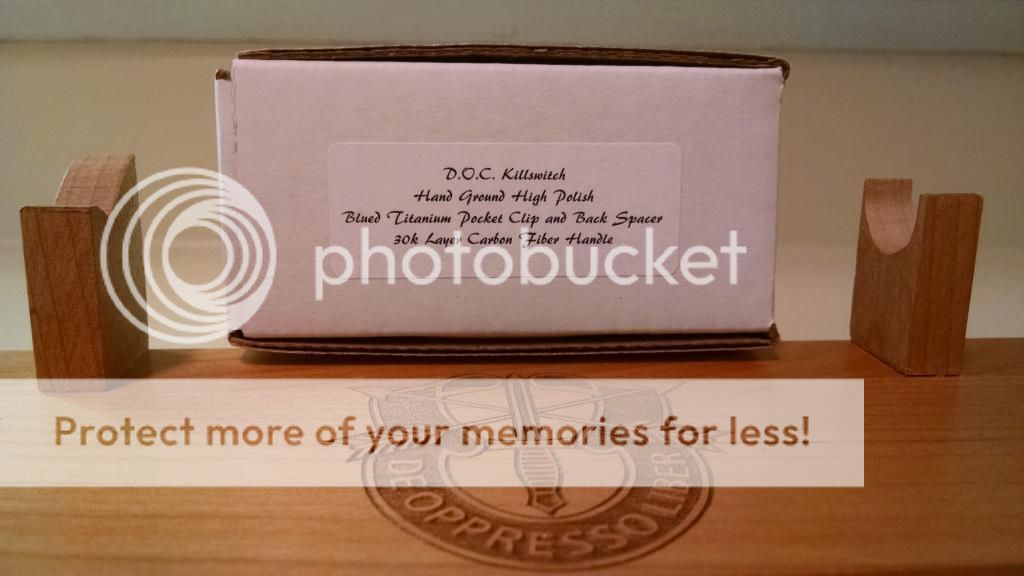 D.O.C. Killswitch
Hand Ground High Polish
Blued Titanium Pocket Clip and Back Spacer
30k Layer Carbon Fiber Handle
photobucket
Protect more of your memories for less!
DE OPPRESSO LIBER